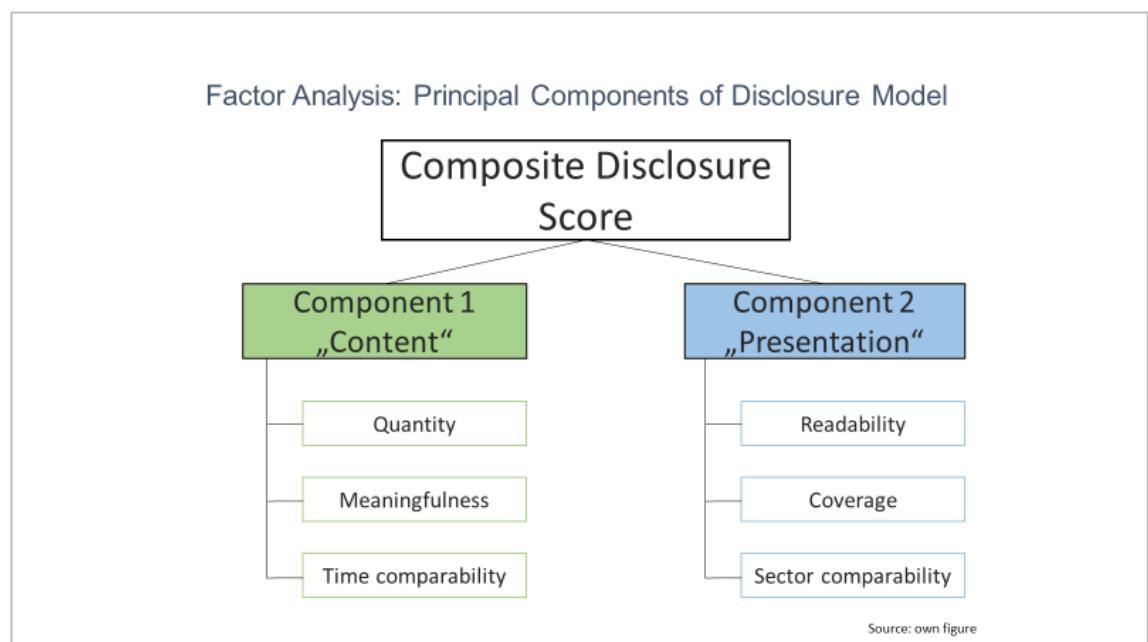 Factor Analysis: Principal Components of Disclosure Model
Composite Disclosure
Score
Component 1
„Content“
Component 2
„Presentation“
Quantity
Meaningfulness
Time comparability
Readability
Coverage
Sector comparability
Source: own figure